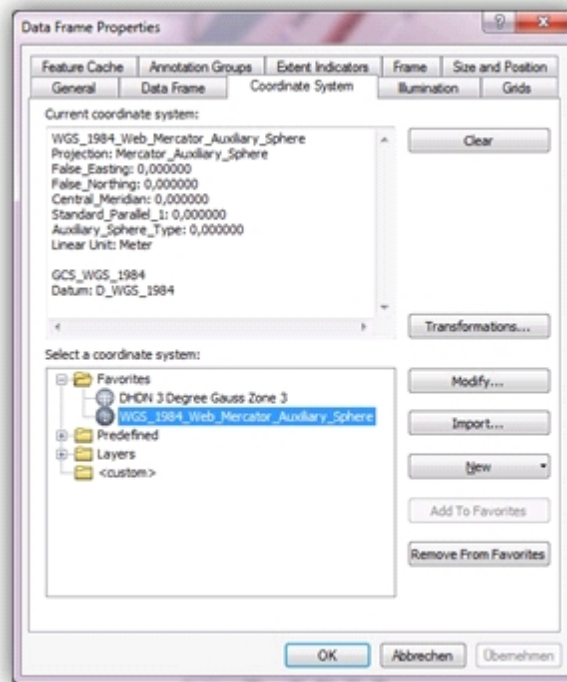 Data Frame Properties
Feature Cache Annotation Groups Extent Indicators Frame Size and Position
General Data Frame Coordinate System Illumination Grids
Current coordinate system:
WGS_1984_Web_Mercator_Auxiliary_Sphere
Projection: Mercator_Auxiliary_Sphere
False_Easting: 0,000000
False_Northing: 0,000000
Central_Meridian: 0,000000
Standard_Parallel_1: 0,000000
Auxiliary_Sphere_Type: 0,000000
Linear Unit: Meter
GCS_WGS_1984
Datum: D_WGS_1984
Clear
Transformations...
Select a coordinate system:
Favorites
DHDN 3 Degree Gauss Zone 3
WGS_1984_Web_Mercator_Auxiliary_Sphere
Predefined
Layers
<custom>
Modify...
Import...
New
Add To Favorites
Remove From Favorites
OK Abbrechen Übernehmen